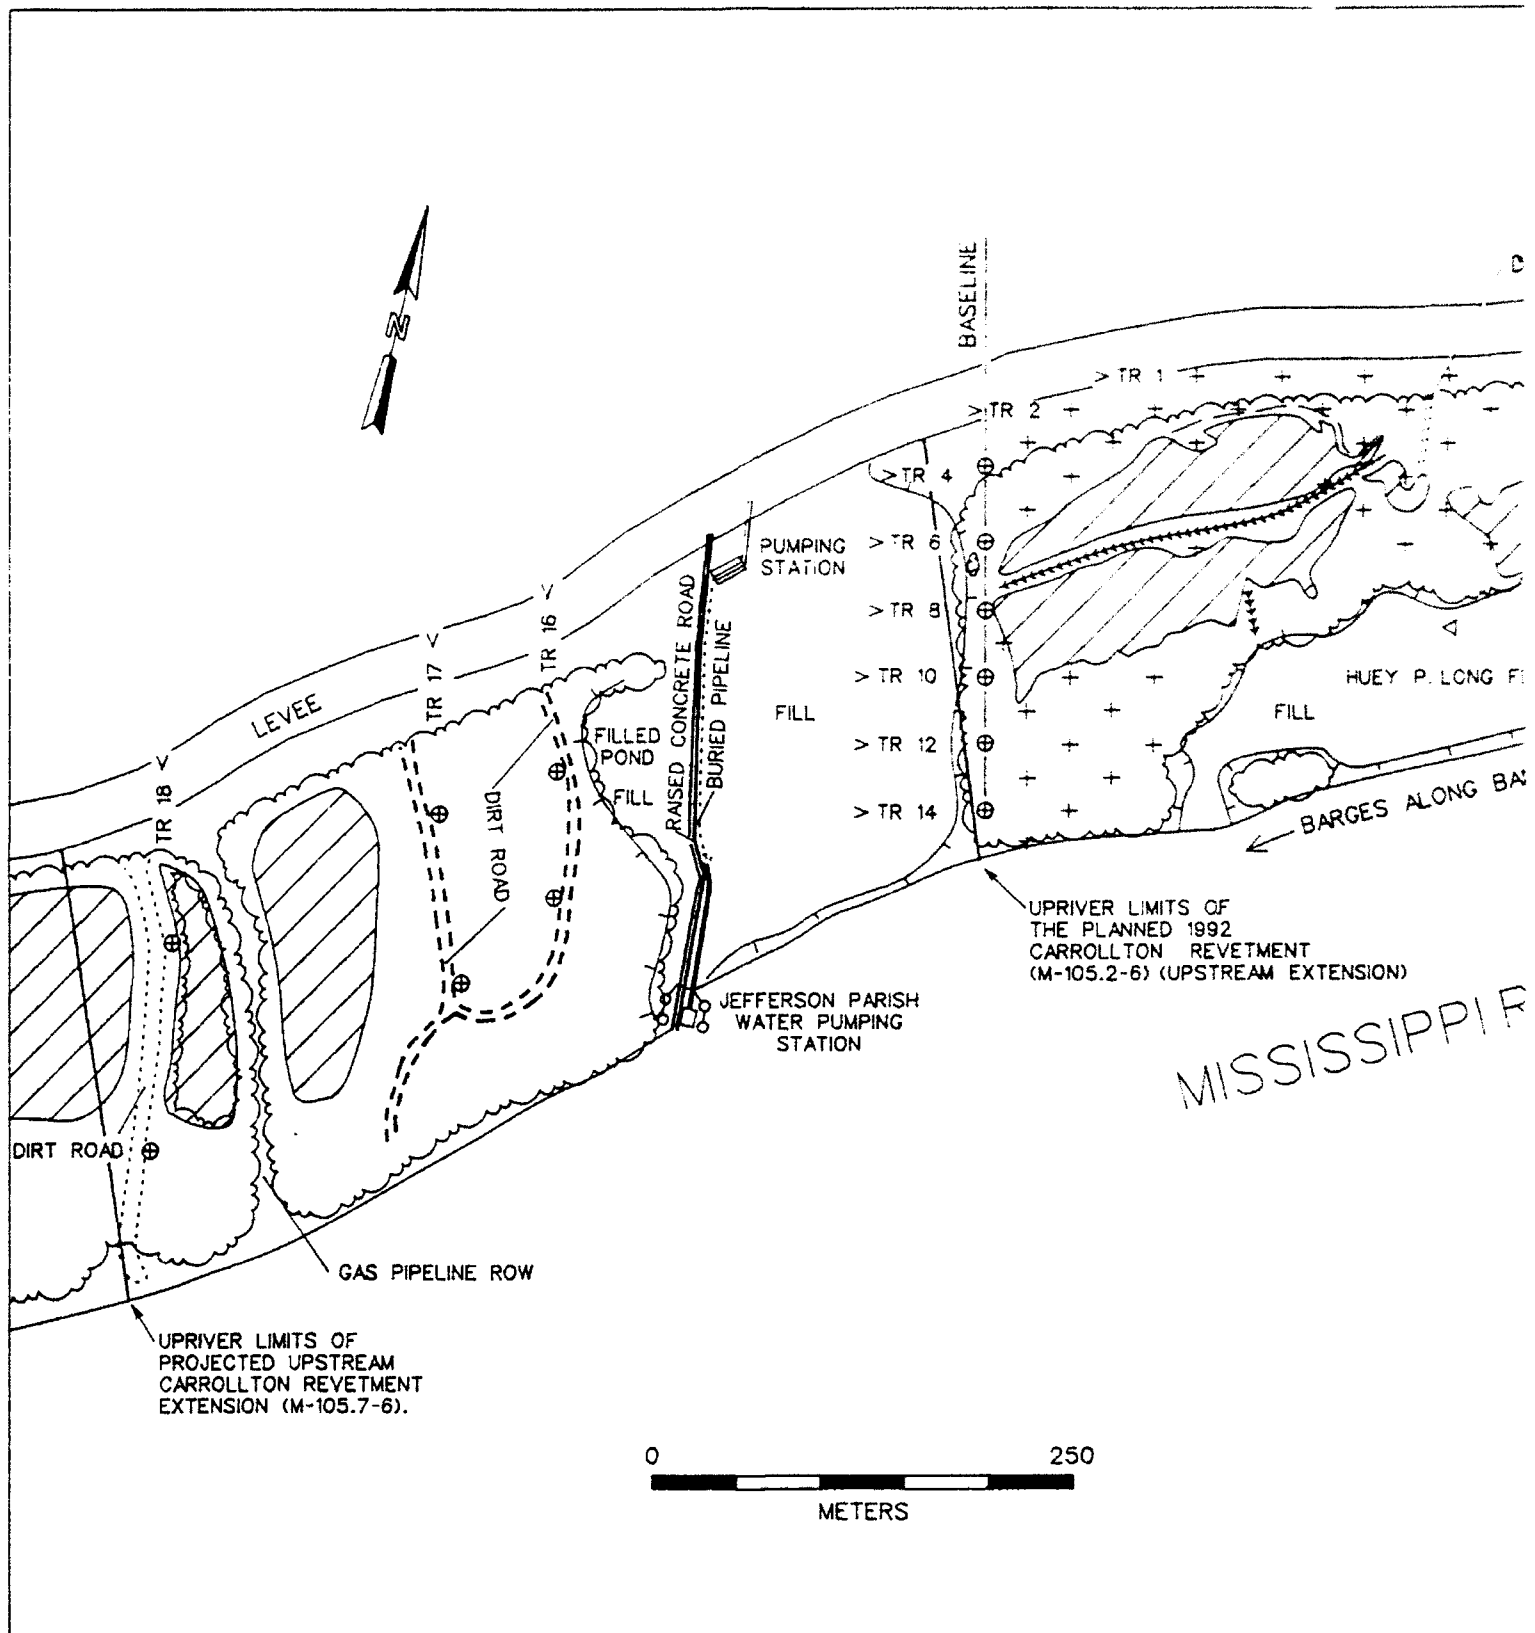 BASELINE
N
> TR 1
> TR 2
> TR 4
> TR 6
> TR 8
> TR 10
> TR 12
> TR 14
PUMPING
STATION
RAISED CONCRETE ROAD
BURIED PIPELINE
TR 16
TR 17
TR 18
LEVEE
FILLED
POND
FILL
DIRT ROAD
FILL
HUEY P. LONG
FILL
BARGES ALONG
UPRIVER LIMITS OF
THE PLANNED 1992
CARROLLTON REVETMENT
(M-105.2-6) (UPSTREAM EXTENSION)
JEFFERSON PARISH
WATER PUMPING
STATION
MISSISSIPPI R
DIRT ROAD
GAS PIPELINE ROW
UPRIVER LIMITS OF
PROJECTED UPSTREAM
CARROLLTON REVETMENT
EXTENSION (M-105.7-6).
0 250
METERS